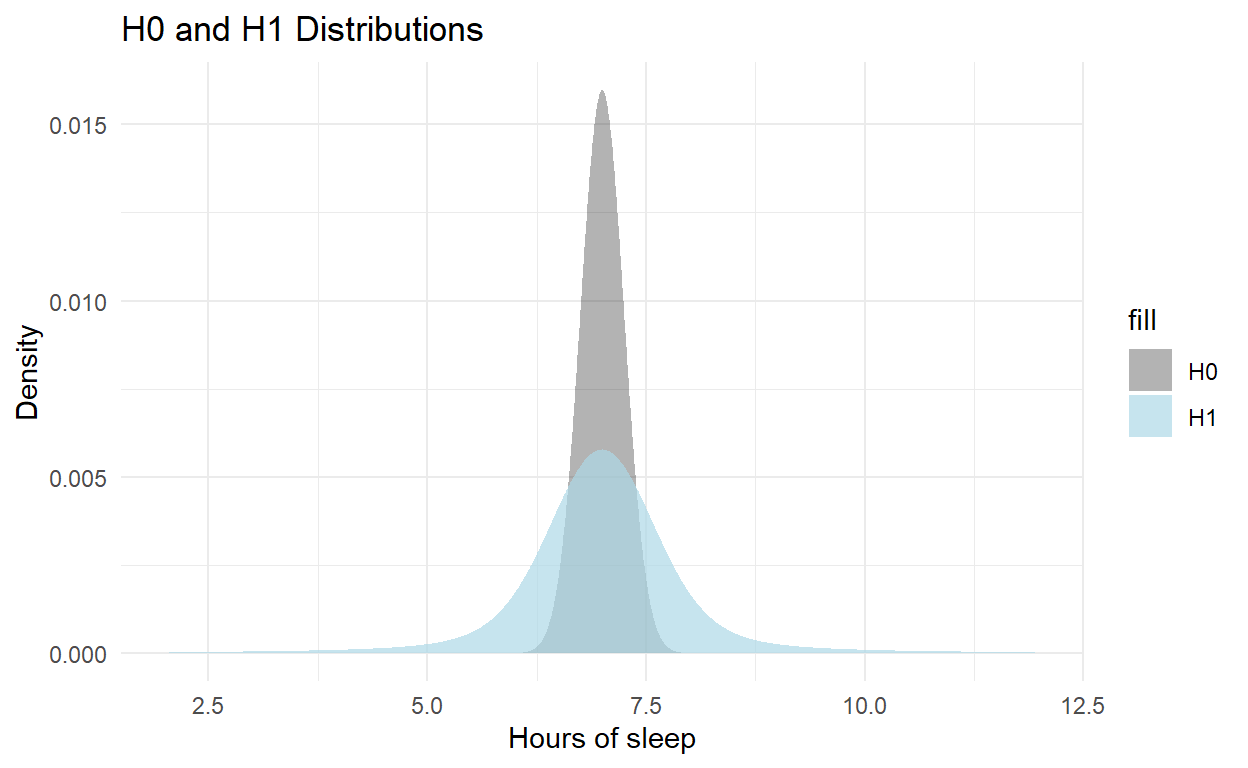 H0 and H1 Distributions
0.015
0.010
0.005
0.000
Density
2.5 5.0 7.5 10.0 12.5
Hours of sleep
fill
H0
H1